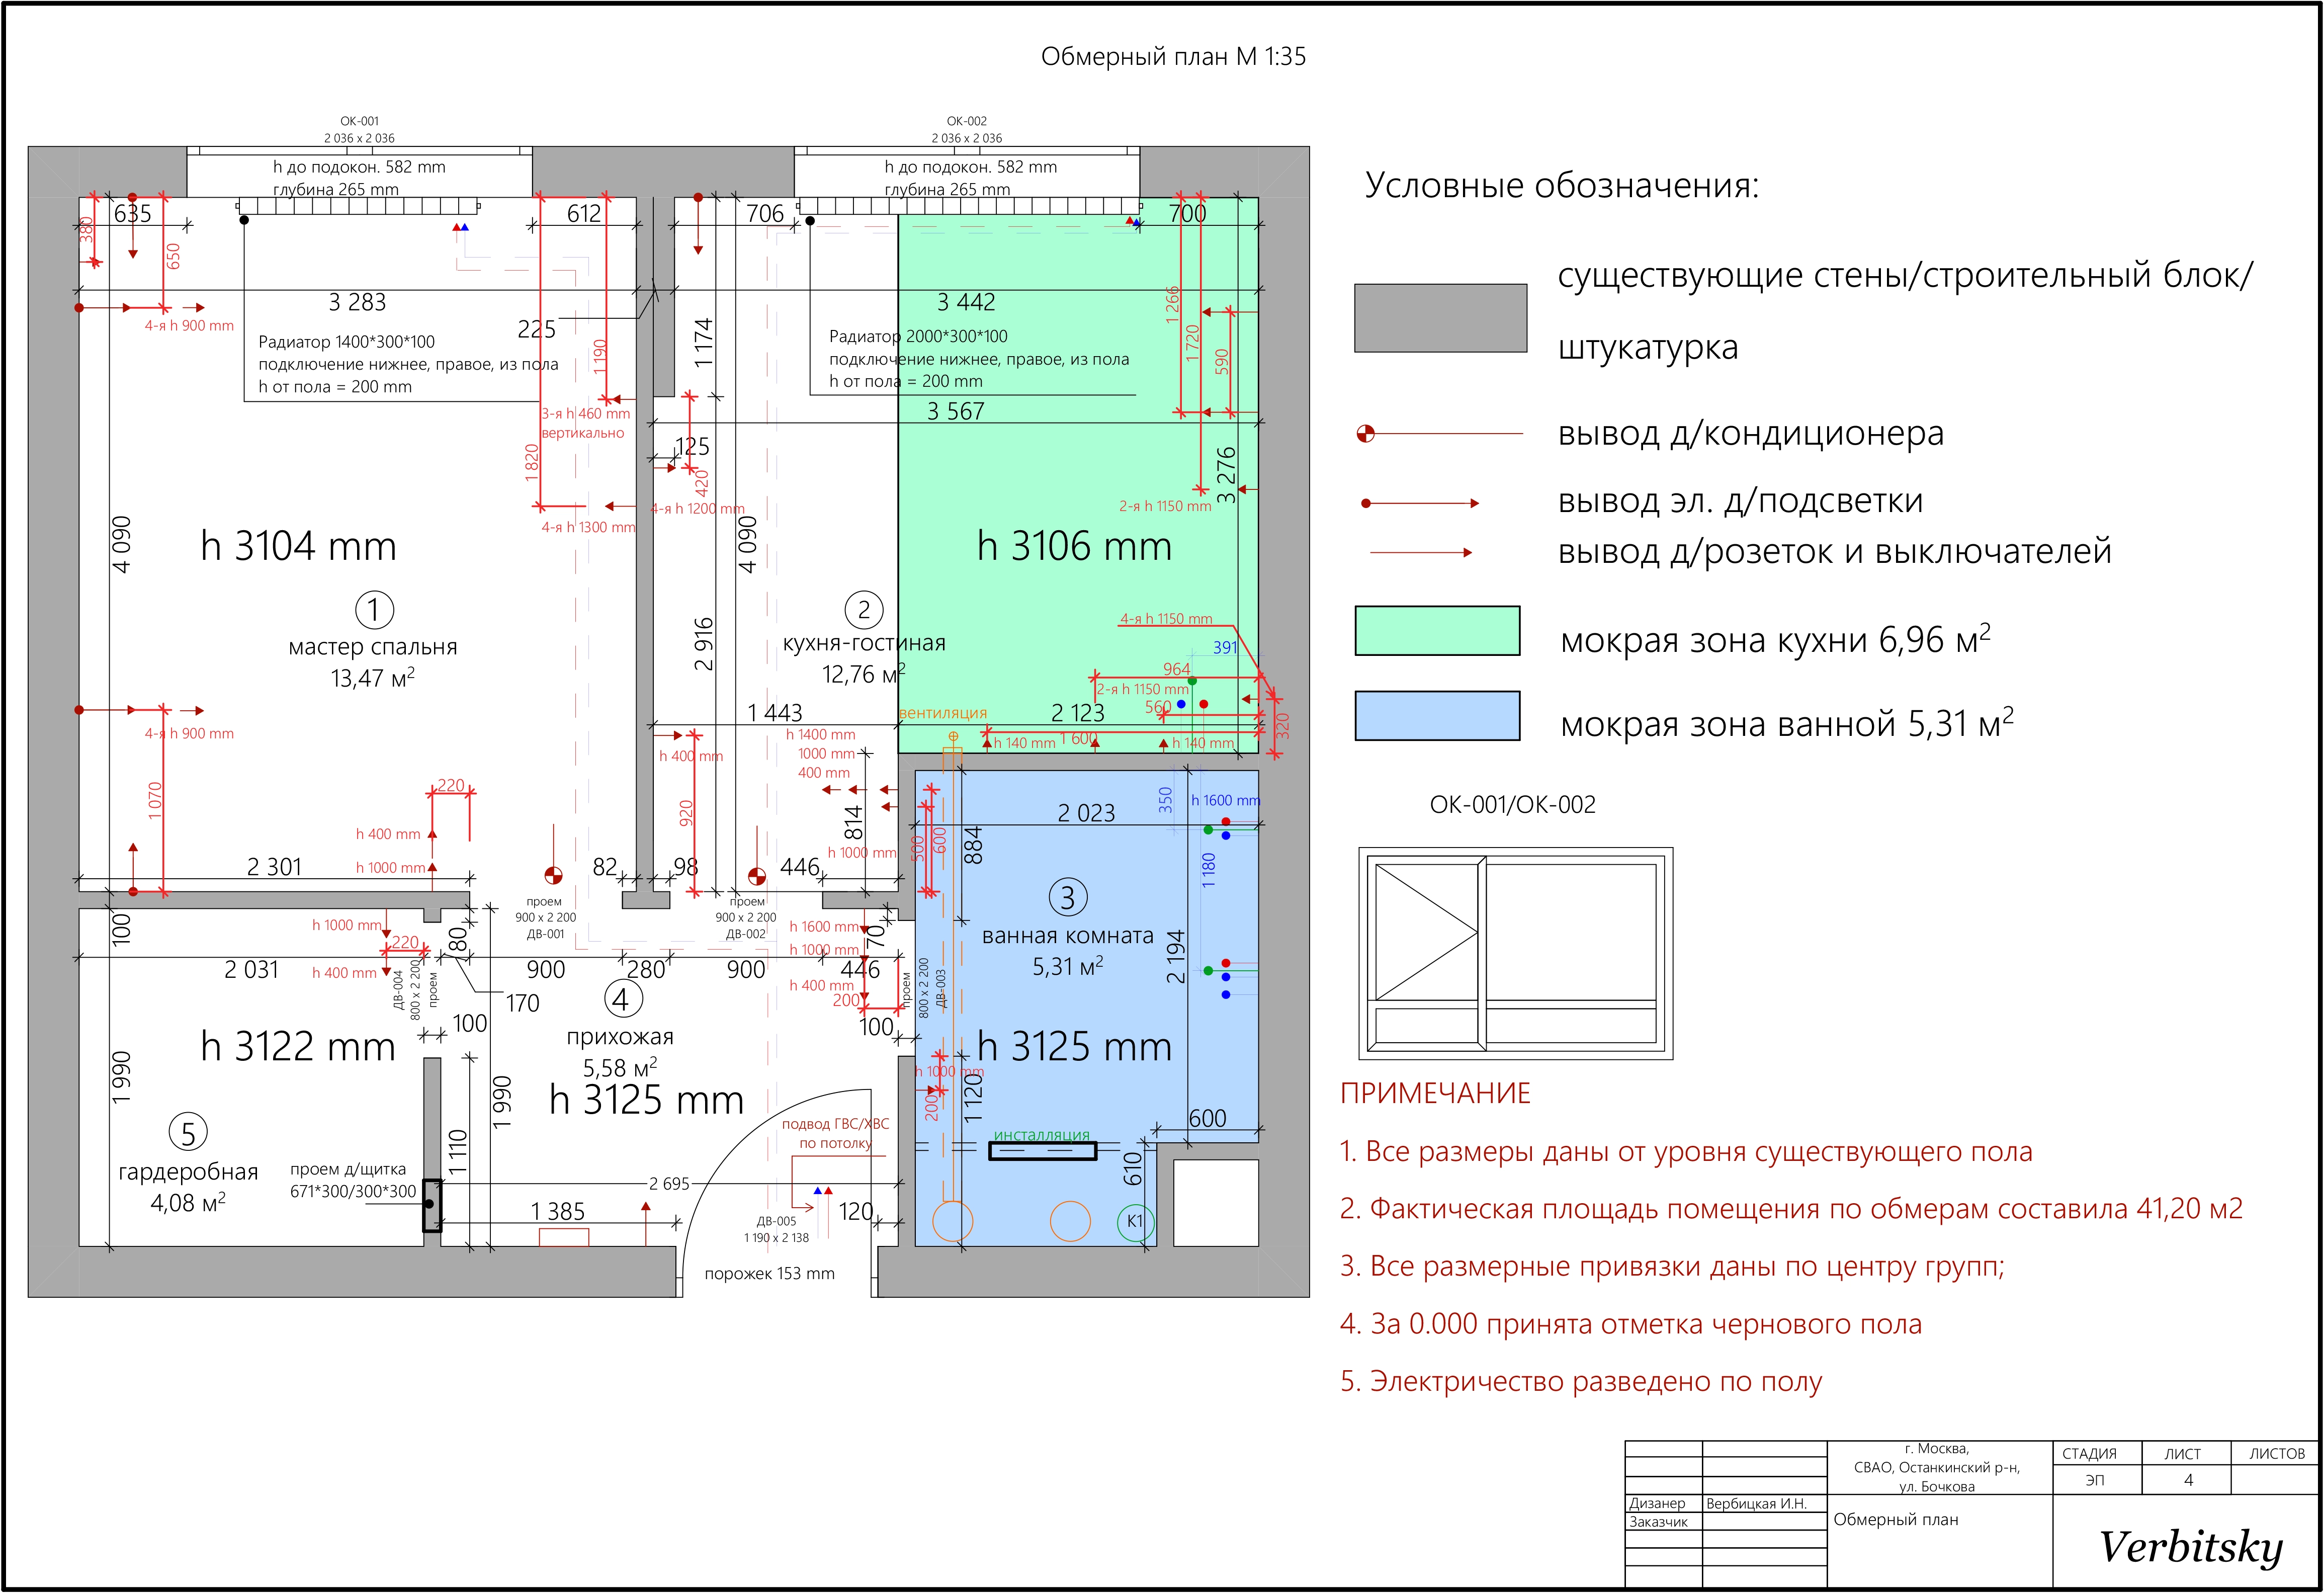 Обмерный план М 1:35
ОК-001
2 036 x 2 036
ОК-002
2 036 x 2 036
h до подокон. 582 mm
глубина 265 mm
h до подокон. 582 mm
глубина 265 mm
635
612
706
700
380
650
3 283
3 442
4-я h 900 mm
225
1 174
1 190
1 266
1 720
590
Радиатор 1400*300*100
подключение нижнее, правое, из пола
h от пола = 200 mm
Радиатор 2000*300*100
подключение нижнее, правое, из пола
h от пола = 200 mm
3-я h 460 mm
вертикально
3 567
125
1 820
420
3 276
4-я h 1200 mm
4-я h 1300 mm
2-я h 1150 mm
4 090
4 090
h 3104 mm
h 3106 mm
1
мастер спальня
13,47 м²
2
кухня-гостиная
12,76 м²
2 916
4-я h 1150 mm
391
964
2-я h 1150 mm
560
вентиляция
1 443
2 123
320
h 140 mm
1 600
h 140 mm
4-я h 900 mm
h 400 mm
h 1400 mm
1000 mm
400 mm
1 070
220
920
814
h 400 mm
h 1000 mm
h 1000 mm
500
600
884
2 023
350
h 1600 mm
1 180
2 301
82
98
446
проем
900 x 2 200
ДВ-001
проем
900 x 2 200
ДВ-002
3
ванная комната
5,31 м²
2 194
100
h 1000 mm
220
h 400 mm
80
h 1600 mm
h 1000 mm
h 400 mm
70
200
2 031
900
280
900
446
ДВ-004
800 x 2 200
проем
170
100
проем
800 x 2 200
ДВ-003
100
4
прихожая
5,58 м²
h 3122 mm
h 3125 mm
h 3125 mm
h 1000 mm
200
1 120
1 990
1 990
1 110
600
610
5
гардеробная
4,08 м²
проем д/щитка
671*300/300*300
подвод ГВС/ХВС
по потолку
инсталляция
2 695
1 385
120
ДВ-005
1 190 x 2 138
К1
порожек 153 mm
Условные обозначения:
существующие стены/строительный блок/
штукатурка
вывод д/кондиционера
вывод эл. д/подсветки
вывод д/розеток и выключателей
мокрая зона кухни 6,96 м²
мокрая зона ванной 5,31 м²
ОК-001/ОК-002
ПРИМЕЧАНИЕ
1. Все размеры даны от уровня существующего пола
2. Фактическая площадь помещения по обмерам составила 41,20 м2
3. Все размерные привязки даны по центру групп;
4. За 0.000 принята отметка чернового пола
5. Электричество разведено по полу
г. Москва,
СВАО, Останкинский р-н,
ул. Бочкова
СТАДИЯ
ЛИСТ
ЛИСТОВ
ЭП
4
Дизанер
Вербицкая И.Н.
Заказчик
Обмерный план
Verbitsky